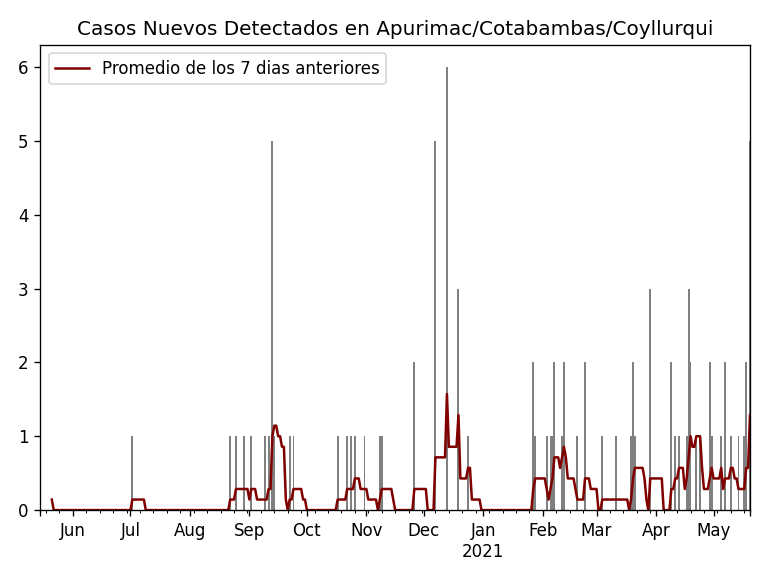 Casos Nuevos Detectados en Apurimac/Cotabambas/Coyllurqui
Promedio de los 7 dias anteriores
6
5
4
3
2
1
0
Jun Jul Aug Sep Oct Nov Dec Jan Feb Mar Apr May
2021